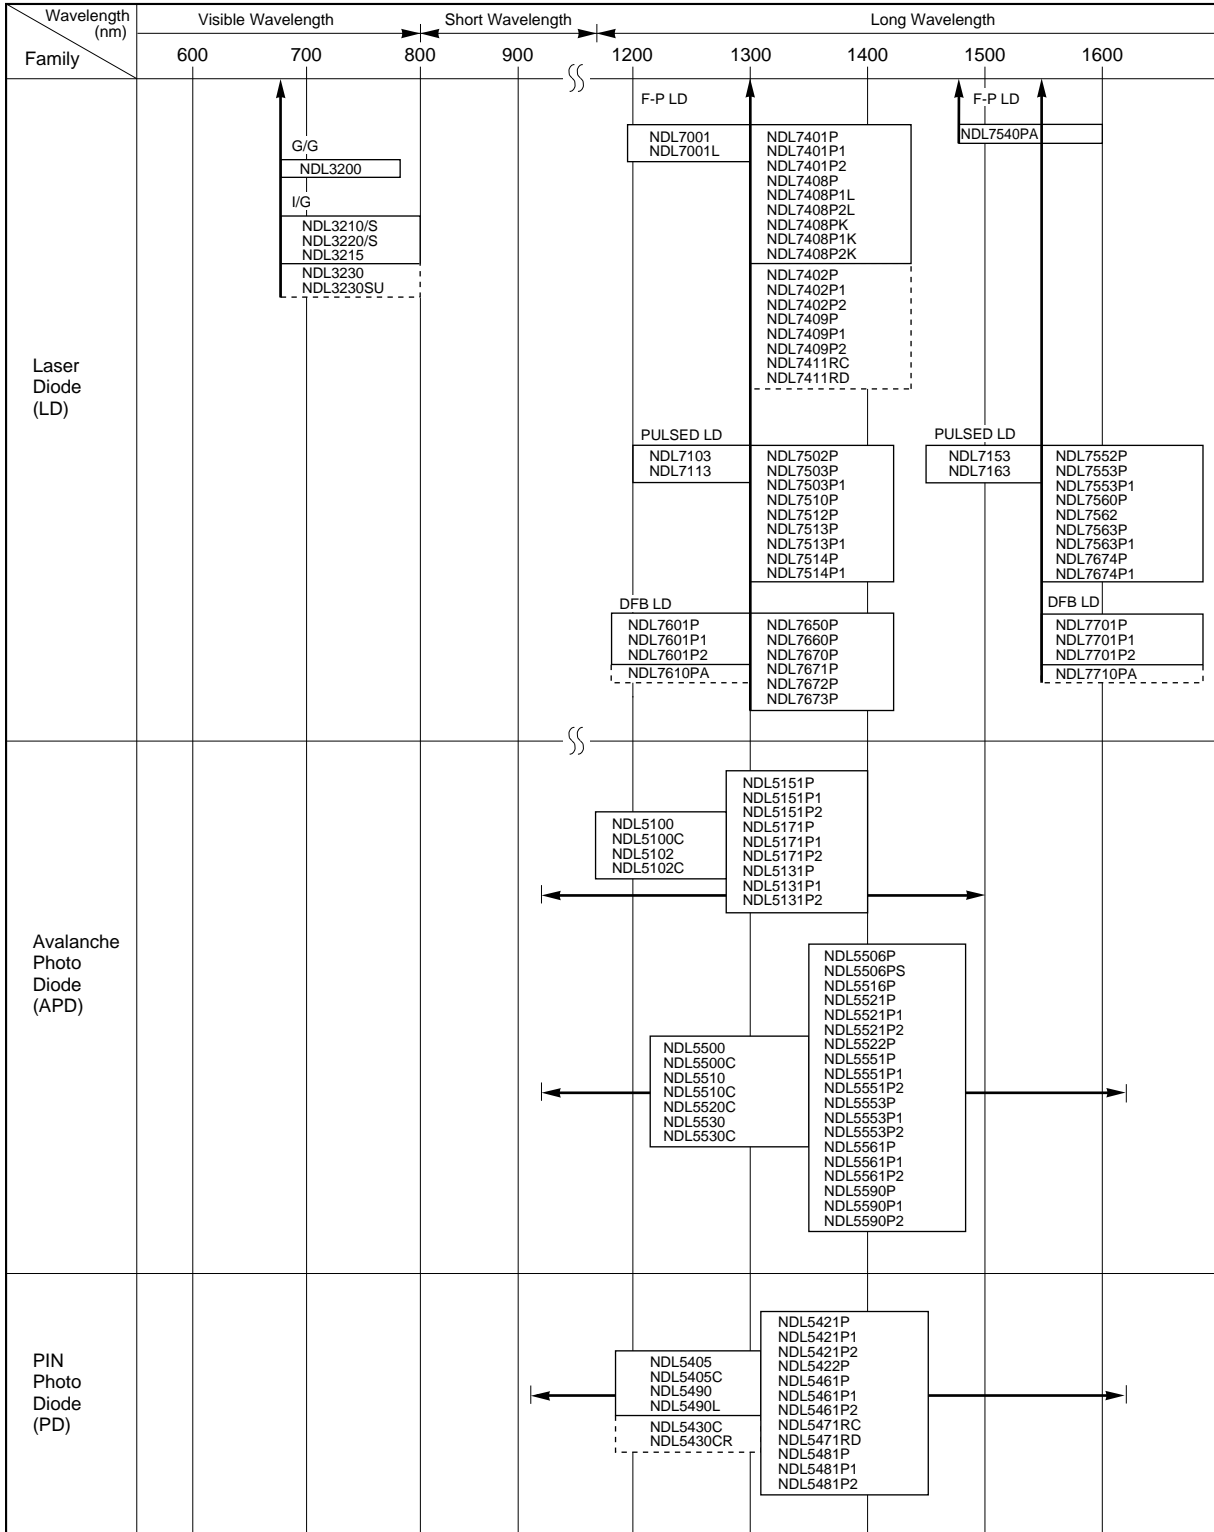 Wavelength
(nm)
Family
Visible Wavelength
Short Wavelength
Long Wavelength
600
700
800
900
1200
1300
1400
1500
1600
Laser
Diode
(LD)
G/G
NDL3200
I/G
NDL3210/S
NDL3220/S
NDL3215
NDL3230
NDL3230SU
F-P LD
NDL7001
NDL7001L
NDL7401P
NDL7401P1
NDL7401P2
NDL7408P
NDL7408P1L
NDL7408P2L
NDL7408PK
NDL7408P1K
NDL7408P2K
NDL7402P
NDL7402P1
NDL7402P2
NDL7409P
NDL7409P1
NDL7409P2
NDL7411RC
NDL7411RD
F-P LD
NDL7540PA
PULSED LD
NDL7103
NDL7113
NDL7502P
NDL7503P
NDL7503P1
NDL7510P
NDL7512P
NDL7513P
NDL7513P1
NDL7514P
NDL7514P1
PULSED LD
NDL7153
NDL7163
NDL7552P
NDL7553P
NDL7553P1
NDL7560P
NDL7562
NDL7563P
NDL7563P1
NDL7674P
NDL7674P1
DFB LD
NDL7601P
NDL7601P1
NDL7601P2
NDL7610PA
NDL7650P
NDL7660P
NDL7670P
NDL7671P
NDL7672P
NDL7673P
DFB LD
NDL7701P
NDL7701P1
NDL7701P2
NDL7710PA
Avalanche
Photo
Diode
(APD)
NDL5100
NDL5100C
NDL5102
NDL5102C
NDL5151P
NDL5151P1
NDL5151P2
NDL5171P
NDL5171P1
NDL5171P2
NDL5131P
NDL5131P1
NDL5131P2
NDL5500
NDL5500C
NDL5510
NDL5510C
NDL5520C
NDL5530
NDL5530C
NDL5506P
NDL5506PS
NDL5516P
NDL5521P
NDL5521P1
NDL5521P2
NDL5522P
NDL5551P
NDL5551P1
NDL5551P2
NDL5553P
NDL5553P1
NDL5553P2
NDL5561P
NDL5561P1
NDL5561P2
NDL5590P
NDL5590P1
NDL5590P2
PIN
Photo
Diode
(PD)
NDL5405
NDL5405C
NDL5490
NDL5490L
NDL5430C
NDL5430CR
NDL5421P
NDL5421P1
NDL5421P2
NDL5422P
NDL5461P
NDL5461P1
NDL5461P2
NDL5471RC
NDL5471RD
NDL5481P
NDL5481P1
NDL5481P2